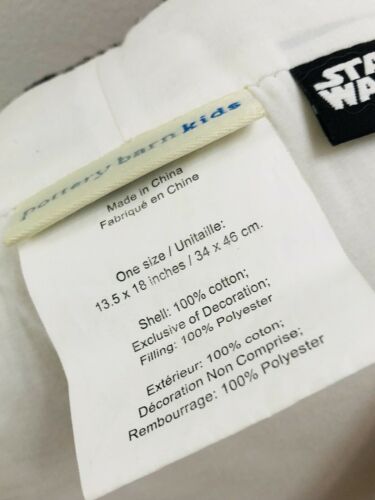 STAR
WARS
pottery barn kids
Made in China
Fabriqué en Chine
One size / Unitaille:
13.5 x 18 inches / 34 x 46 cm.
Shell: 100% cotton;
Exclusive of Decoration;
Filling: 100% Polyester
Extérieur: 100% coton;
Décoration Non Comprise;
Rembourrage: 100% Polyester